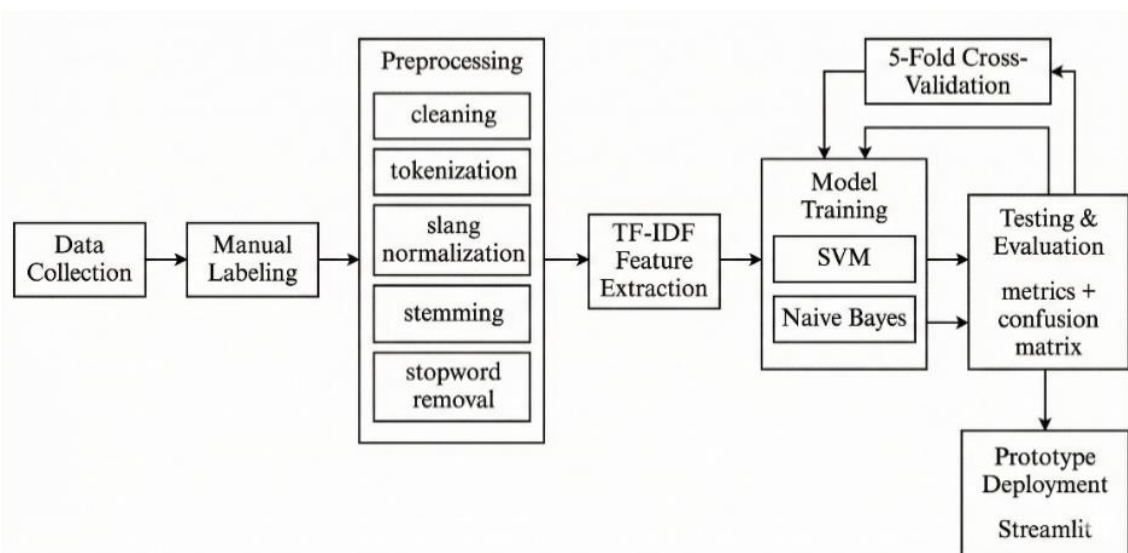 Data
Collection
Manual
Labeling
Preprocessing
cleaning
tokenization
slang
normalization
stemming
stopword
removal
TF-IDF
Feature
Extraction
5-Fold Cross-
Validation
Model
Training
SVM
Naive Bayes
Testing &
Evaluation
metrics +
confusion
matrix
Prototype
Deployment
Streamlit